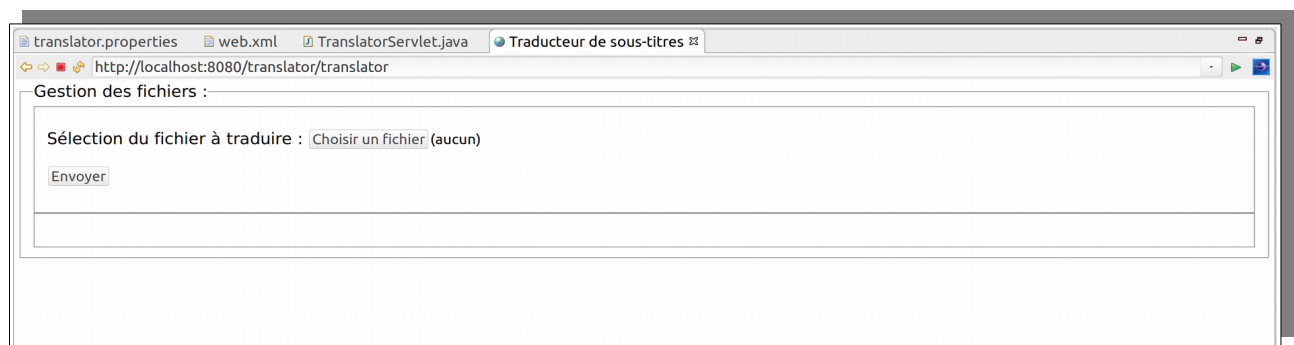 translator.properties web.xml TranslatorServlet.java Traducteur de sous-titres
http://localhost:8080/translator/translator
Gestion des fichiers :
Sélection du fichier à traduire : Choisir un fichier (aucun)
Envoyer